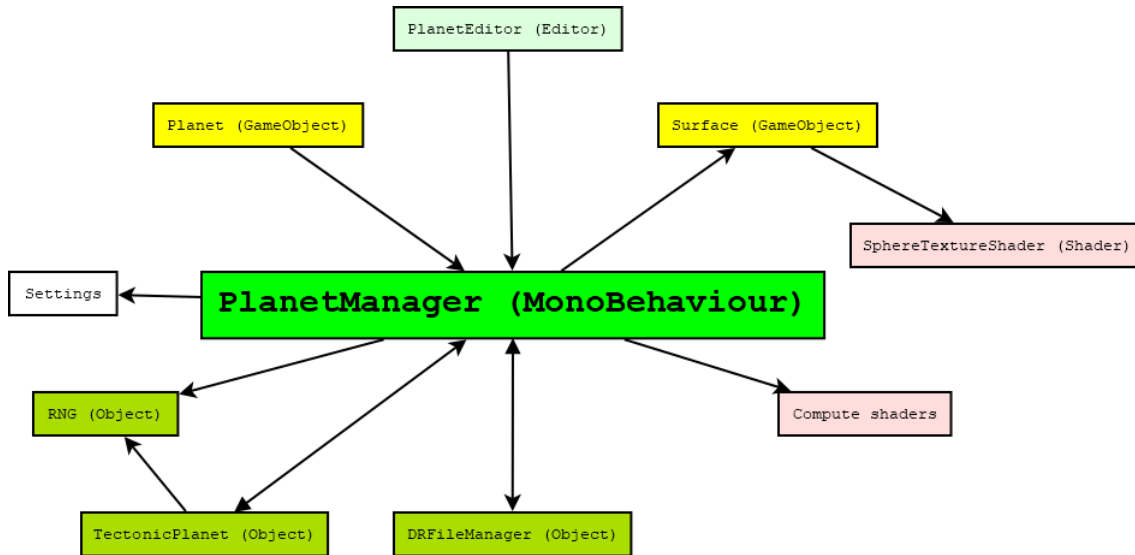 PlanetEditor (Editor)
Planet (GameObject)
Surface (GameObject)
SphereTextureShader (Shader)
Settings
PlanetManager (MonoBehaviour)
RNG (Object)
Compute shaders
TectonicPlanet (Object)
DRFileManager (Object)